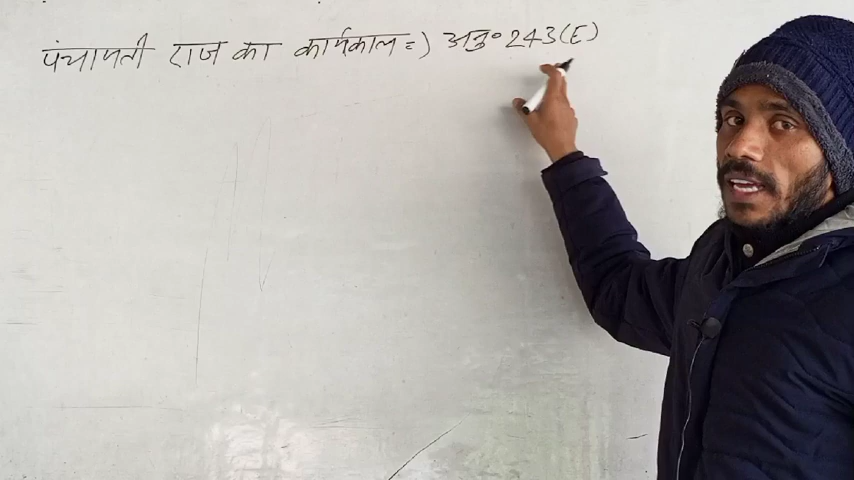 पंचायती राज का कार्यकाल => अनु० 243(E)